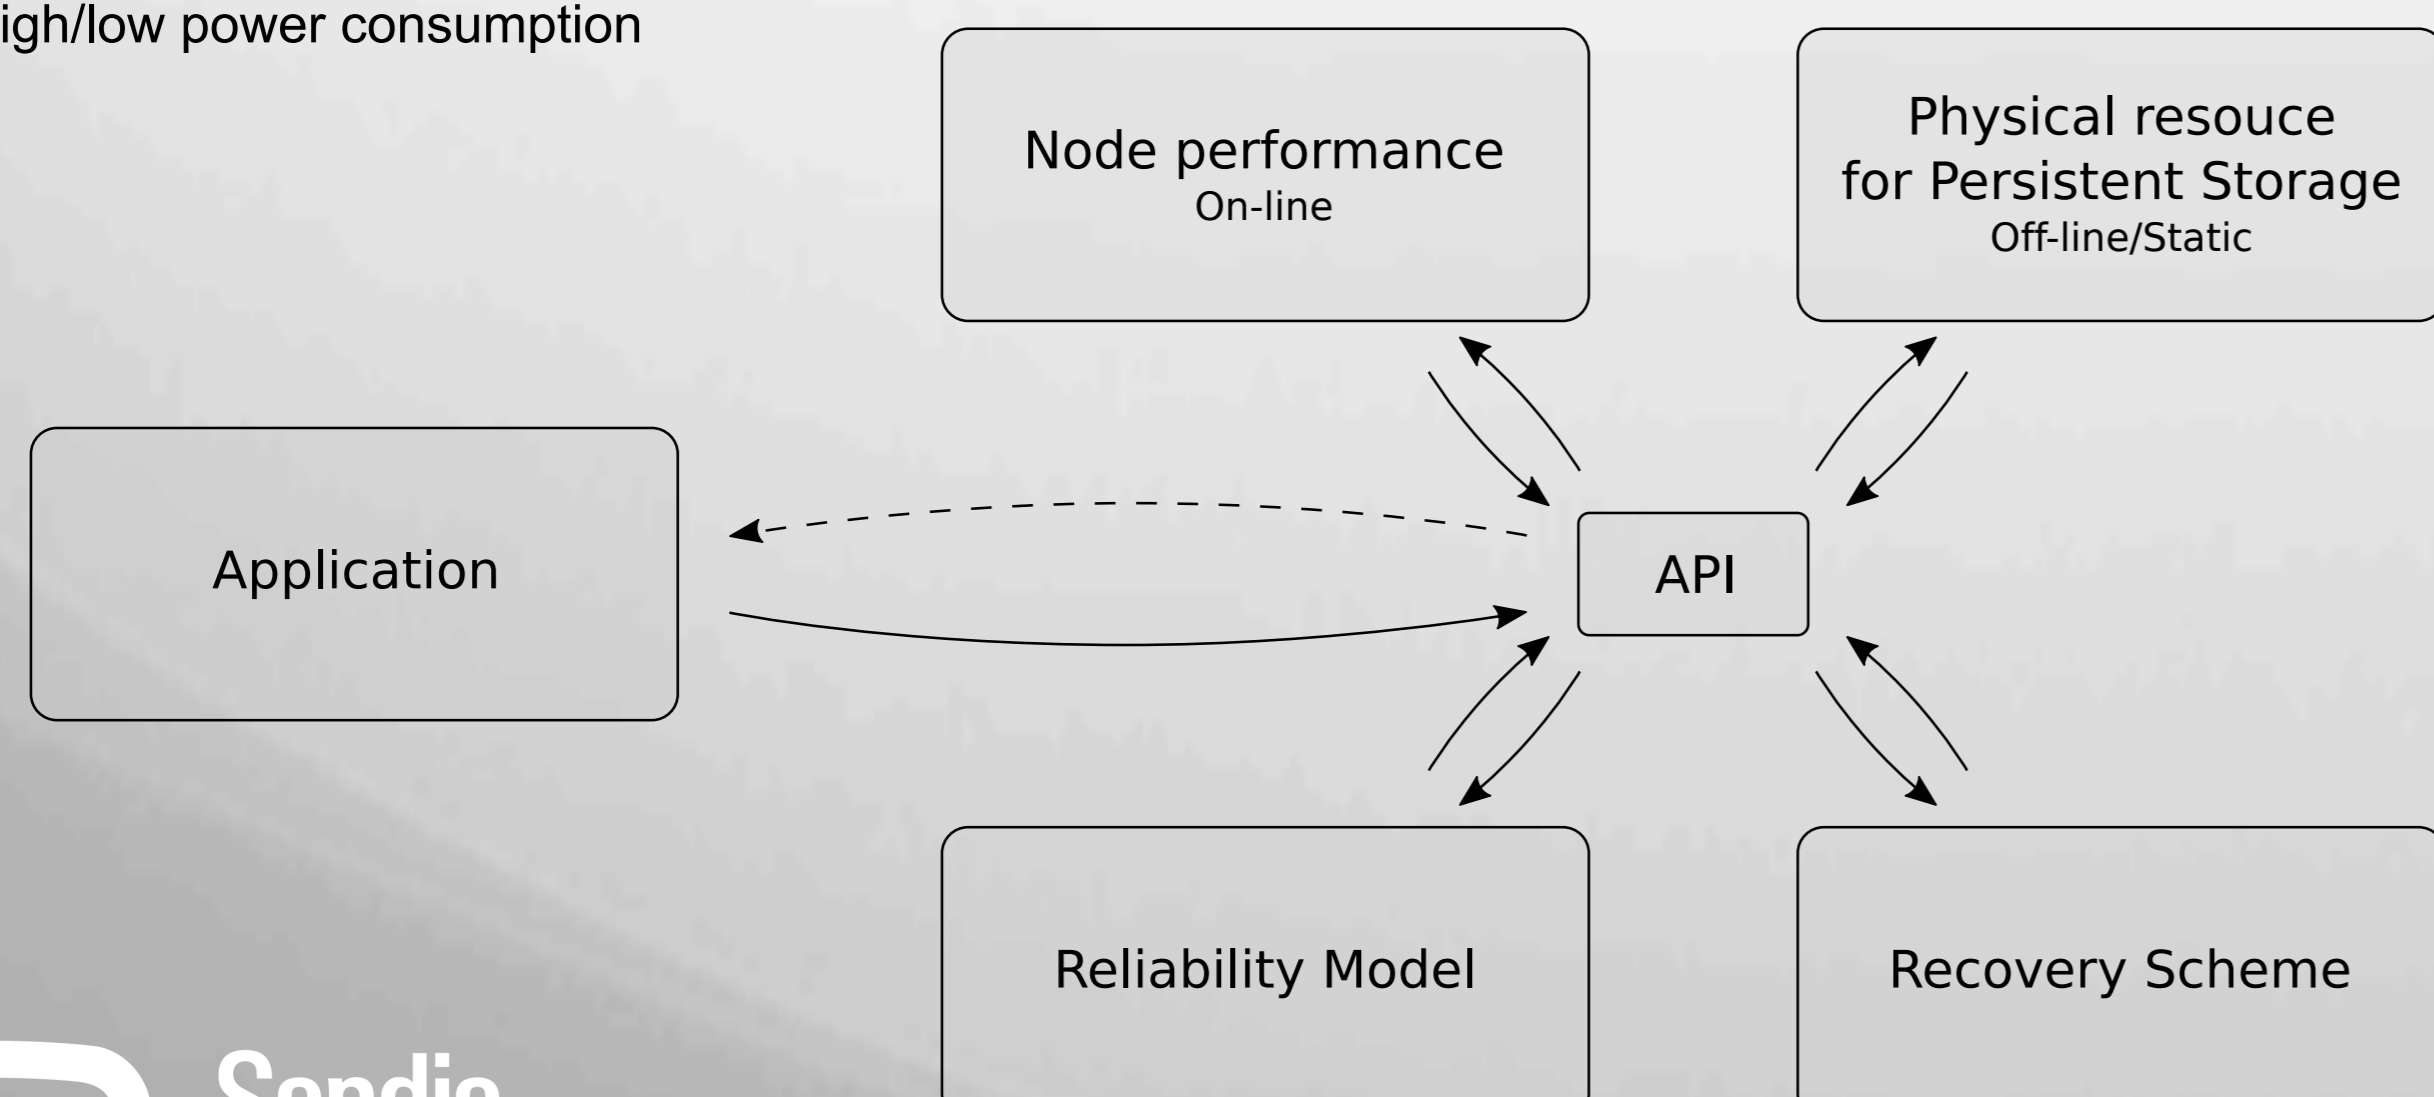 igh/low power consumption
Node performance
On-line
Physical resouce
for Persistent Storage
Off-line/Static
Application
API
Reliability Model
Recovery Scheme
Sandia